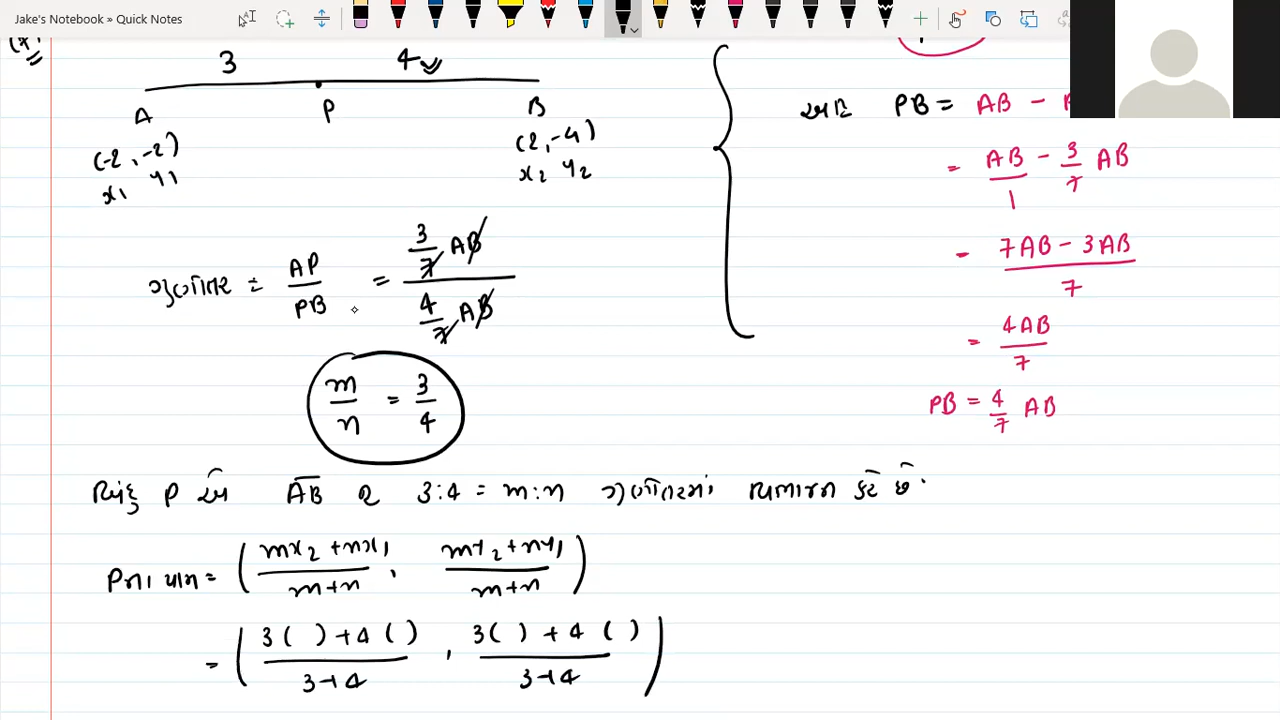 Jake's Notebook » Quick Notes
3 4
A P B
(-2, -2) (2, -4)
x₁ y₁ x₂ y₂
ગુણોત્તર = AP/PB = (3/7 AB)/(4/7 AB)
m/n = 3/4
બિંદુ P એ A̅B̅ નું 3:4 = m:n ગુણોત્તરમાં વિભાજન કરે છે.
Pના યામ = ((mx₂ + nx₁)/(m+n), (my₂ + ny₁)/(m+n))
= ((3( ) + 4( ))/(3+4), (3( ) + 4( ))/(3+4))
હવે PB = AB -
= AB/1 - 3/7 AB
= (7AB - 3AB)/7
= 4AB/7
PB = 4/7 AB